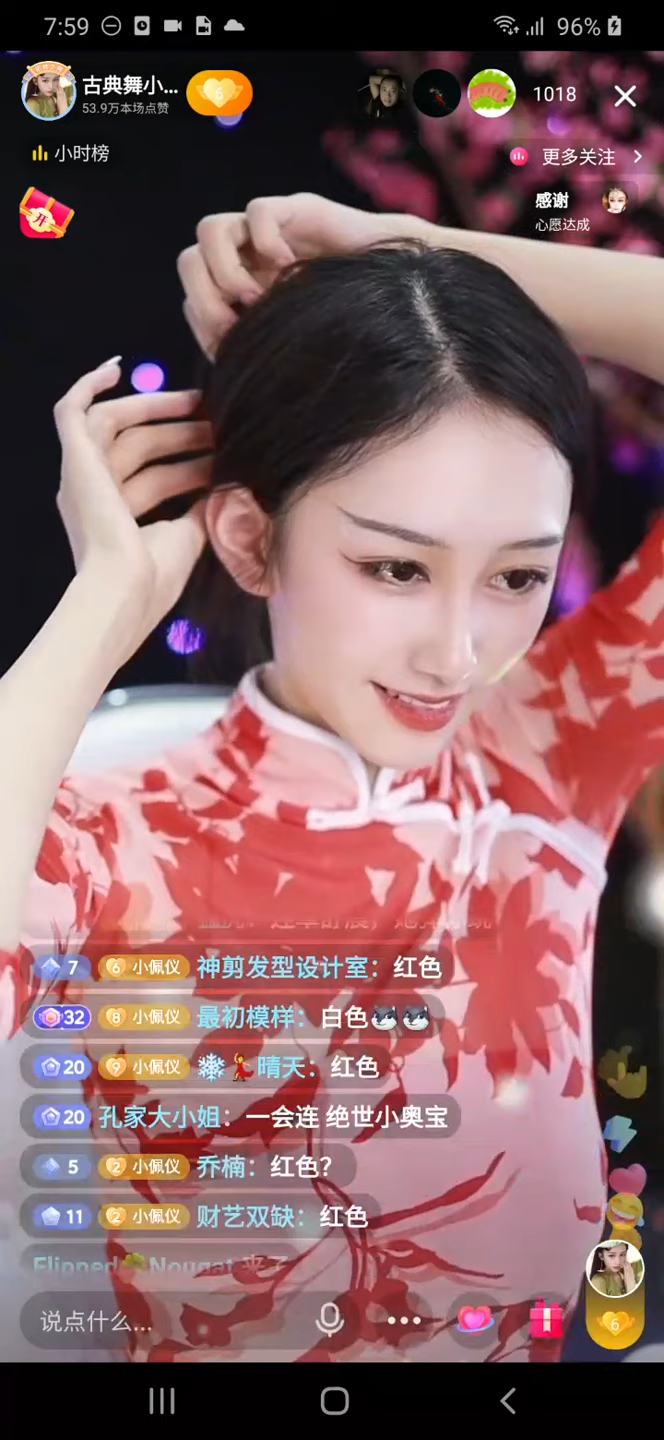 7:59
96%
古典舞小...
53.9万本场点赞
6
1018
小时榜
更多关注
开
感谢
心愿达成
7 6 小佩仪 神剪发型设计室：红色
32 8 小佩仪 最初模样：白色
20 9 小佩仪 晴天：红色
20 孔家大小姐：一会连 绝世小奥宝
5 2 小佩仪 乔楠：红色？
11 2 小佩仪 财艺双缺：红色
Flipped Nougat 来了
说点什么...
6